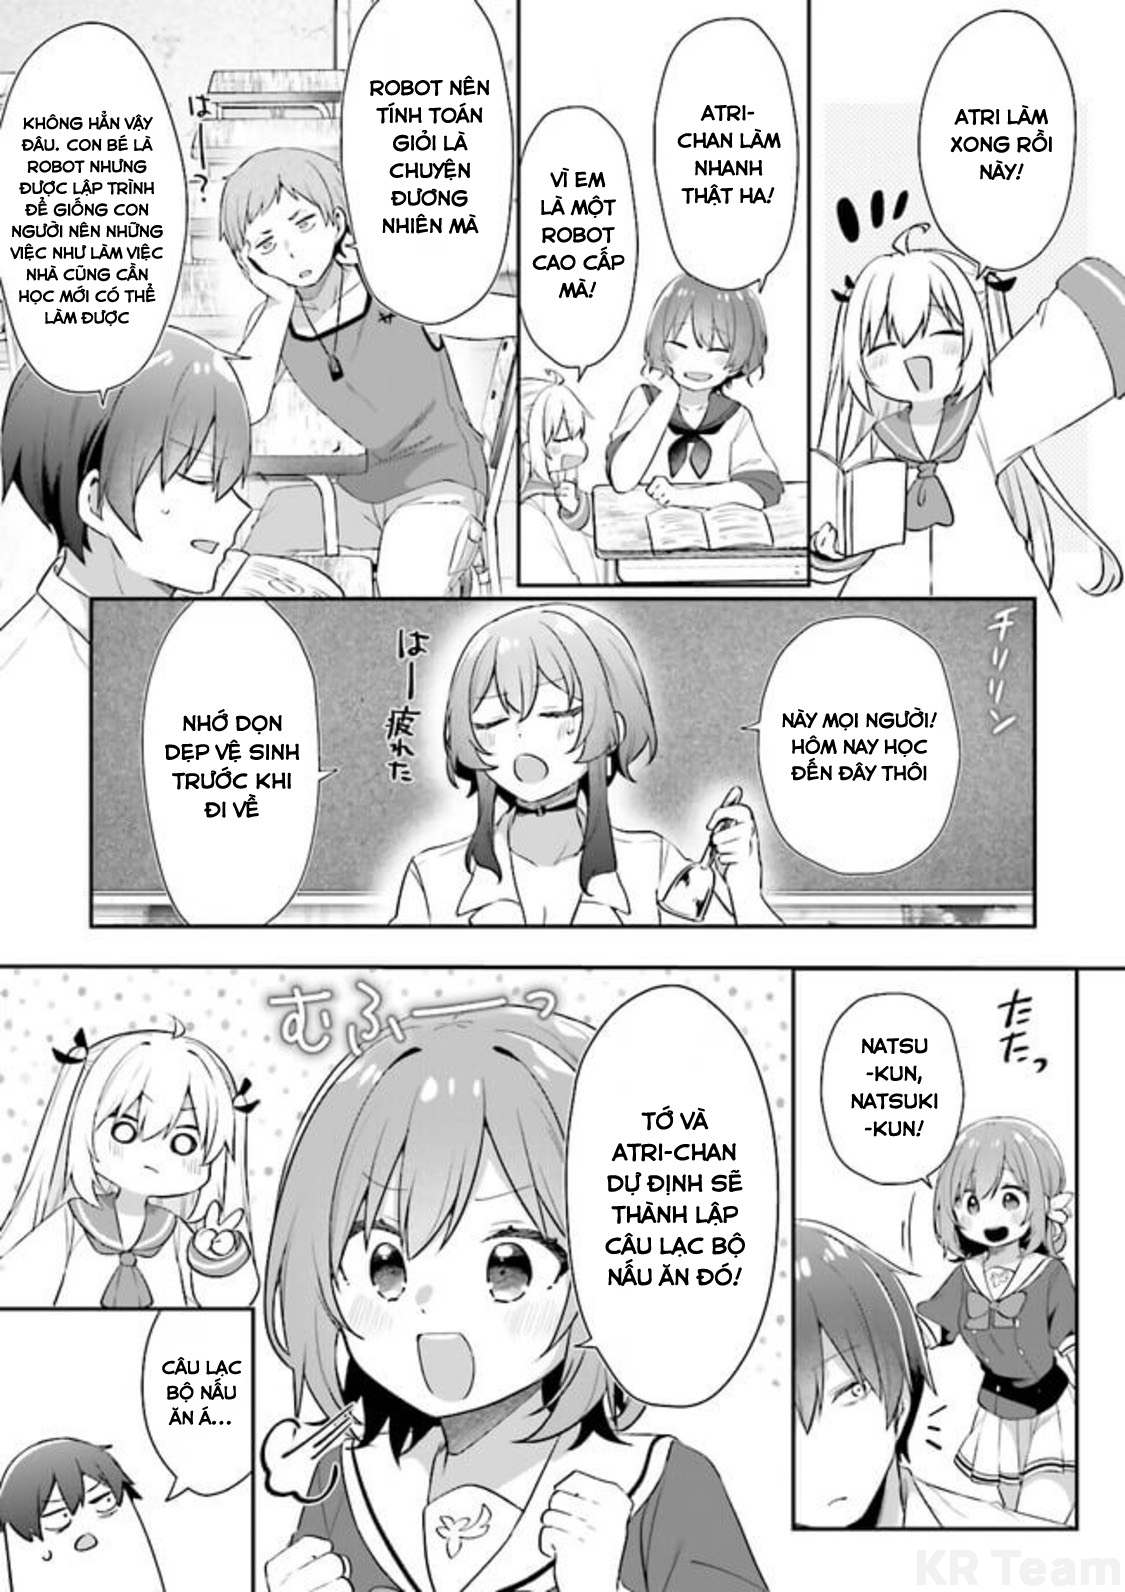 ATRI LÀM
XONG RỒI
NÀY!
ATRI-
CHAN LÀM
NHANH
THẬT HA!
VÌ EM
LÀ MỘT
ROBOT
CAO CẤP
MÀ!
ROBOT NÊN
TÍNH TOÁN
GIỎI LÀ
CHUYỆN
ĐƯƠNG
NHIÊN MÀ
は
?
KHÔNG HẲN VẬY
ĐÂU. CON BÉ LÀ
ROBOT NHƯNG
ĐƯỢC LẬP TRÌNH
ĐỂ GIỐNG CON
NGƯỜI NÊN NHỮNG
VIỆC NHƯ LÀM VIỆC
NHÀ CŨNG CẦN
HỌC MỚI CÓ THỂ
LÀM ĐƯỢC
チリリン
NÀY MỌI NGƯỜI!
HÔM NAY HỌC
ĐẾN ĐÂY THÔI
はー
疲れた
NHỚ DỌN
DẸP VỆ SINH
TRƯỚC KHI
ĐI VỀ
たたっ
NATSU
-KUN,
NATSUKI
-KUN!
むふーっ
TỚ VÀ
ATRI-CHAN
DỰ ĐỊNH SẼ
THÀNH LẬP
CÂU LẠC BỘ
NẤU ĂN ĐÓ!
CÂU LẠC
BỘ NẤU
ĂN Á...
KR Team